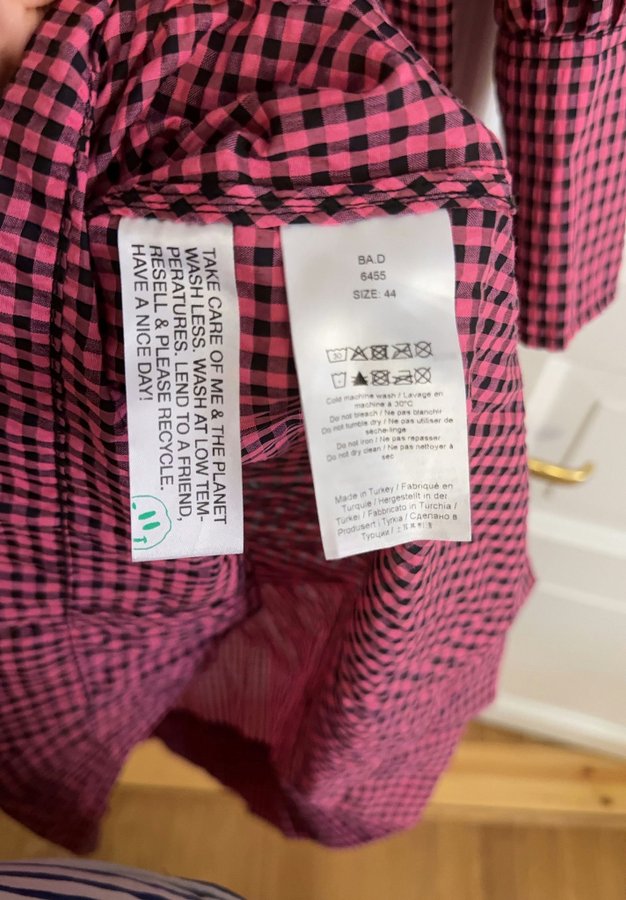 TAKE CARE OF ME & THE PLANET
WASH LESS. WASH AT LOW TEM-
PERATURES. LEND TO A FRIEND,
RESELL & PLEASE RECYCLE.
HAVE A NICE DAY!
BA.D
6455
SIZE: 44
30
Cold machine wash / Lavage en
machine à 30°C
Do not bleach / Ne pas blanchir
Do not tumble dry / Ne pas utiliser de
sèche-linge
Do not iron / Ne pas repasser
Do not dry clean / Ne pas nettoyer à
sec
Made in Turkey / Fabriqué en
Turquie / Hergestellt in der
Türkei / Fabbricato in Turchia /
Produsert i Tyrkia / Сделано в
Турции /